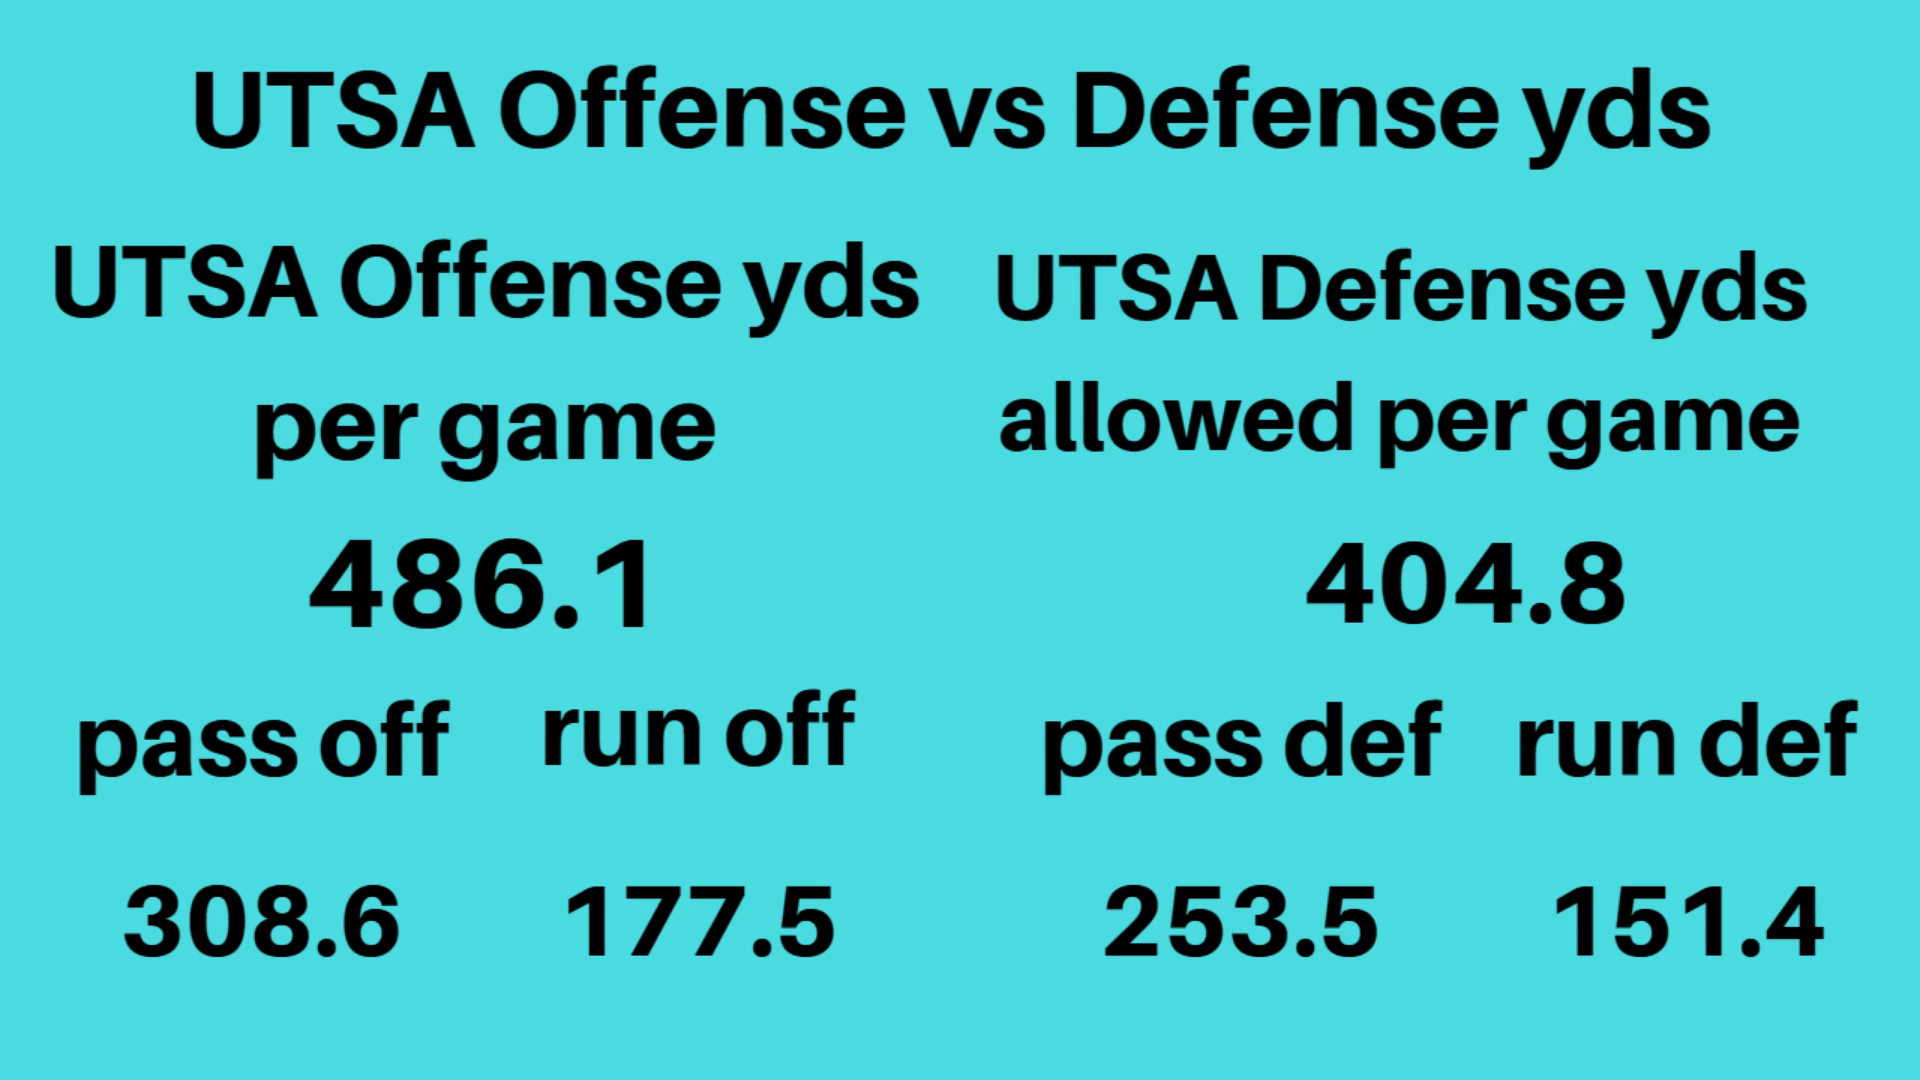 UTSA Offense vs Defense yds
UTSA Offense yds
per game
486.1
pass off run off
308.6 177.5
UTSA Defense yds
allowed per game
404.8
pass def run def
253.5 151.4